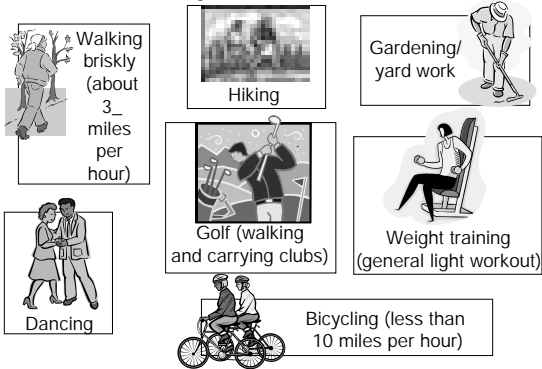 Walking
briskly
(about
3_
miles
per
hour)
Hiking
Gardening/
yard work
Golf (walking
and carrying clubs)
Weight training
(general light workout)
Dancing
Bicycling (less than
10 miles per hour)